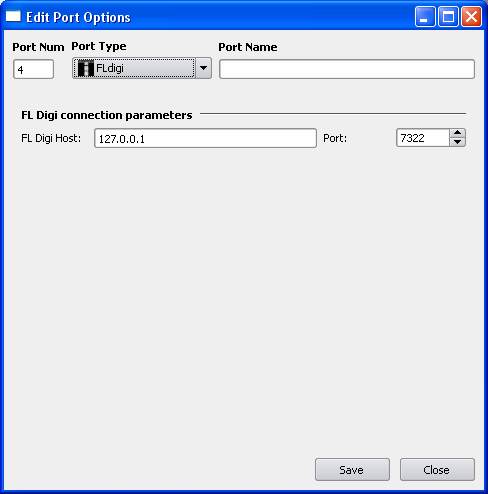 Edit Port Options
Port Num Port Type Port Name
4 FLdigi
FL Digi connection parameters
FL Digi Host: 127.0.0.1 Port: 7322
Save Close